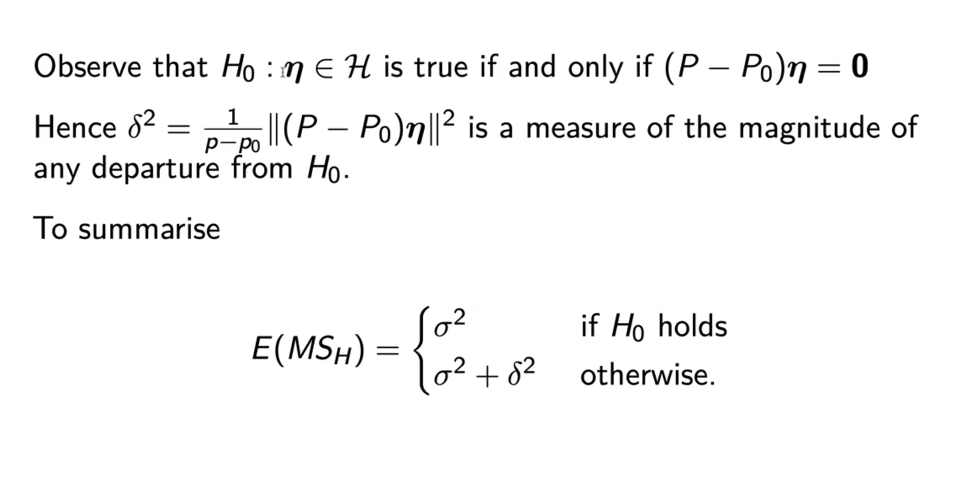 Observe that H₀ : η ∈ ℋ is true if and only if (P − P₀)η = 0
Hence δ² = 1/(p−p₀) ‖(P − P₀)η‖² is a measure of the magnitude of
any departure from H₀.
To summarise
E(MS_H) = { σ² if H₀ holds
σ² + δ² otherwise.